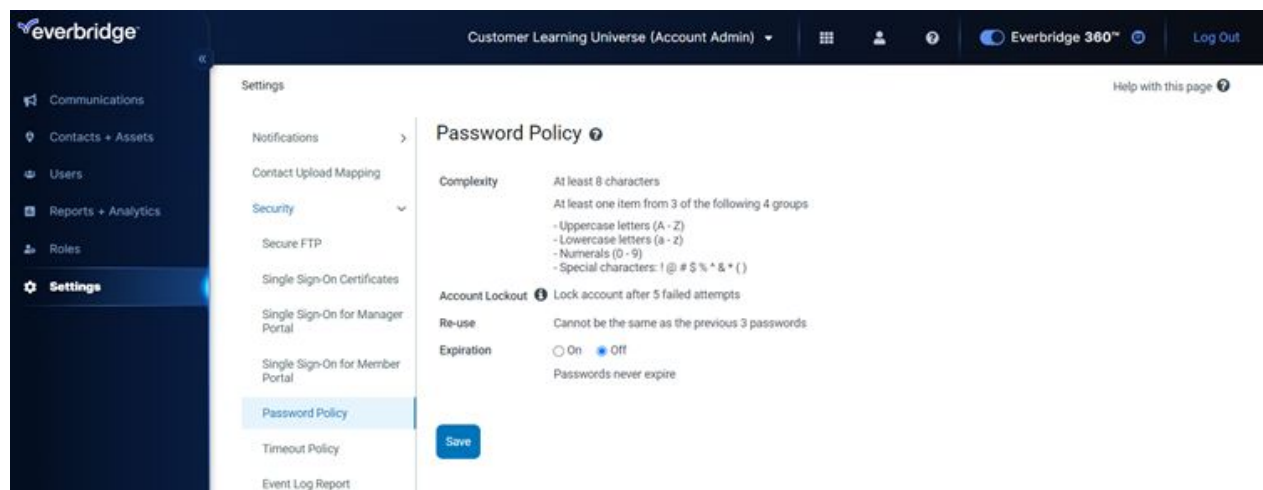 everbridge
Customer Learning Universe (Account Admin)
Everbridge 360™
Log Out
Communications
Contacts + Assets
Users
Reports + Analytics
Roles
Settings
Settings
Help with this page
Notifications
Contact Upload Mapping
Security
Secure FTP
Single Sign-On Certificates
Single Sign-On for Manager
Portal
Single Sign-On for Member
Portal
Password Policy
Timeout Policy
Event Log Report
Password Policy
Complexity
At least 8 characters
At least one item from 3 of the following 4 groups
- Uppercase letters (A - Z)
- Lowercase letters (a - z)
- Numerals (0 - 9)
- Special characters: ! @ # $ % ^ & * ( )
Account Lockout Lock account after 5 failed attempts
Re-use Cannot be the same as the previous 3 passwords
Expiration On Off
Passwords never expire
Save